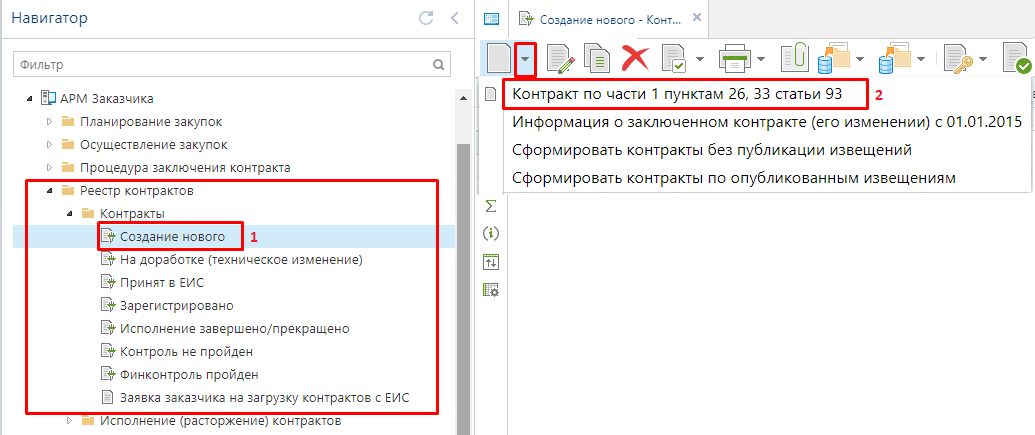 Навигатор
Фильтр
АРМ Заказчика
Планирование закупок
Осуществление закупок
Процедура заключения контракта
Реестр контрактов
Контракты
Создание нового 1
На доработке (техническое изменение)
Принят в ЕИС
Зарегистрировано
Исполнение завершено/прекращено
Контроль не пройден
Финконтроль пройден
Заявка заказчика на загрузку контрактов с ЕИС
Исполнение (расторжение) контрактов
Создание нового - Конт...
Контракт по части 1 пунктам 26, 33 статьи 93 2
Информация о заключенном контракте (его изменении) с 01.01.2015
Сформировать контракты без публикации извещений
Сформировать контракты по опубликованным извещениям